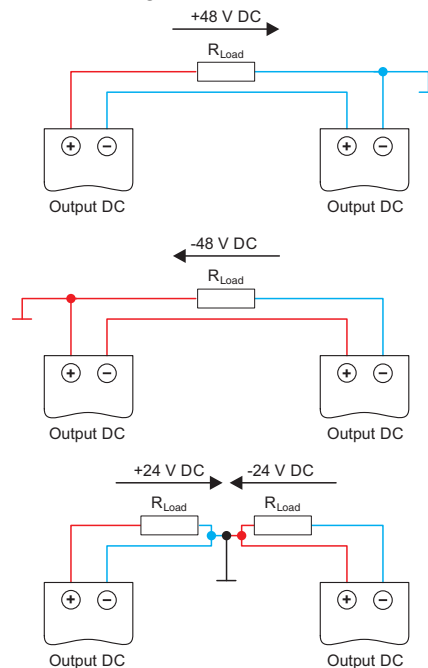 +48 V DC
RLoad
+ − + −
Output DC Output DC
-48 V DC
RLoad
+ − + −
Output DC Output DC
+24 V DC -24 V DC
RLoad RLoad
+ − + −
Output DC Output DC